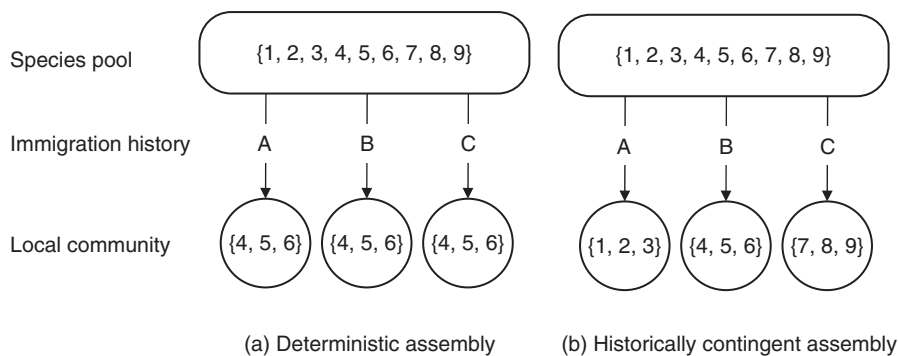 Species pool {1, 2, 3, 4, 5, 6, 7, 8, 9} {1, 2, 3, 4, 5, 6, 7, 8, 9}
Immigration history A B C A B C
Local community {4, 5, 6} {4, 5, 6} {4, 5, 6} {1, 2, 3} {4, 5, 6} {7, 8, 9}
(a) Deterministic assembly (b) Historically contingent assembly